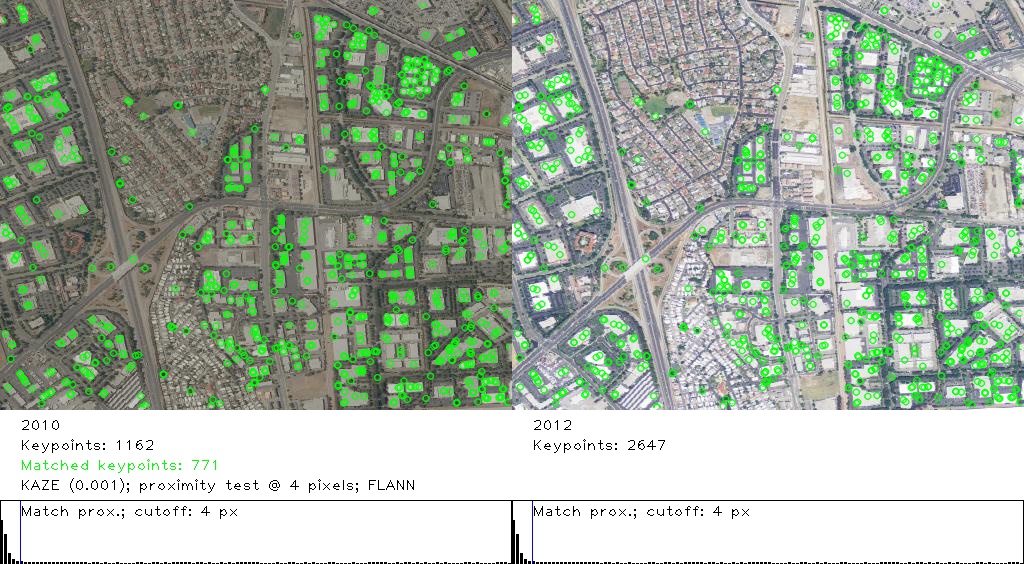 2010
Keypoints: 1162
Matched keypoints: 771
KAZE (0.001); proximity test @ 4 pixels; FLANN
Match prox.; cutoff: 4 px
2012
Keypoints: 2647
Match prox.; cutoff: 4 px